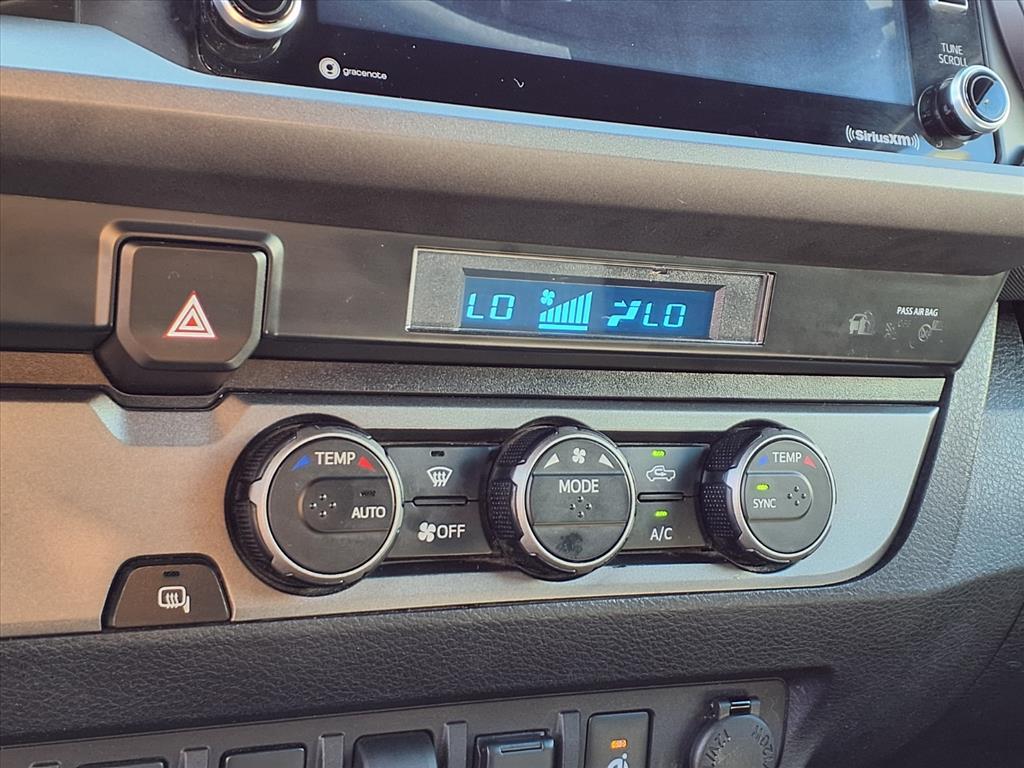 TUNE
SCROLL
gracenote
SiriusXM
LO LO
PASS AIR BAG
TEMP
AUTO
OFF
MODE
A/C
TEMP
SYNC